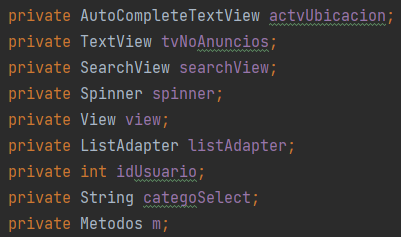 private AutoCompleteTextView actvUbicacion;
private TextView tvNoAnuncios;
private SearchView searchView;
private Spinner spinner;
private View view;
private ListAdapter listAdapter;
private int idUsuario;
private String categoSelect;
private Metodos m;